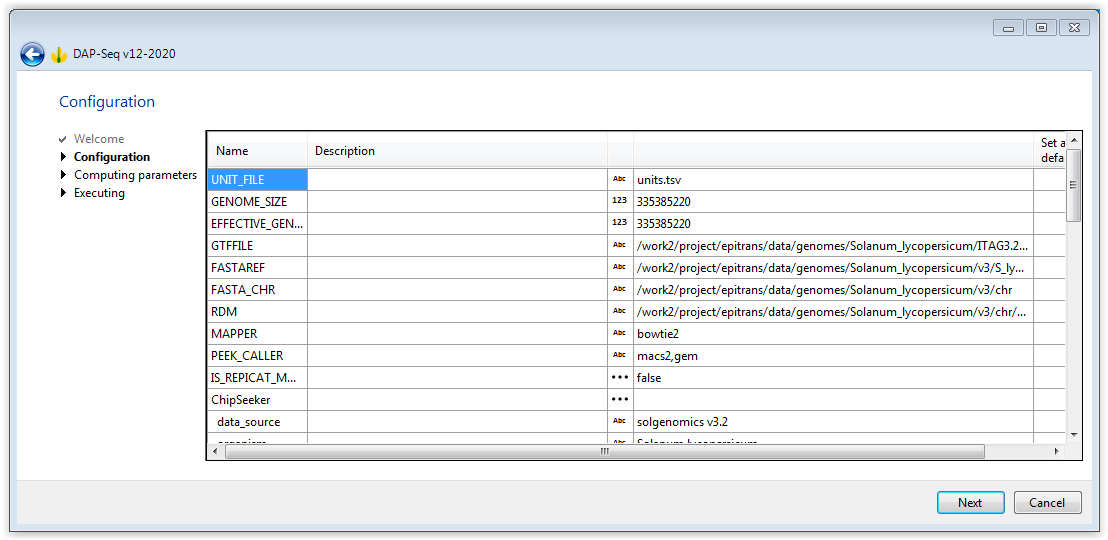 DAP-Seq v12-2020
Configuration
Welcome
Configuration
Computing parameters
Executing
Name Description Set a
defa
UNIT_FILE Abc units.tsv
GENOME_SIZE 123 335385220
EFFECTIVE_GEN... 123 335385220
GTFFILE Abc /work2/project/epitrans/data/genomes/Solanum_lycopersicum/ITAG3.2...
FASTAREF Abc /work2/project/epitrans/data/genomes/Solanum_lycopersicum/v3/S_ly...
FASTA_CHR Abc /work2/project/epitrans/data/genomes/Solanum_lycopersicum/v3/chr
RDM Abc /work2/project/epitrans/data/genomes/Solanum_lycopersicum/v3/chr/...
MAPPER Abc bowtie2
PEEK_CALLER Abc macs2,gem
IS_REPICAT_M... ••• false
ChipSeeker •••
data_source Abc solgenomics v3.2
organism Abc Solanum lycopersicum
Next Cancel